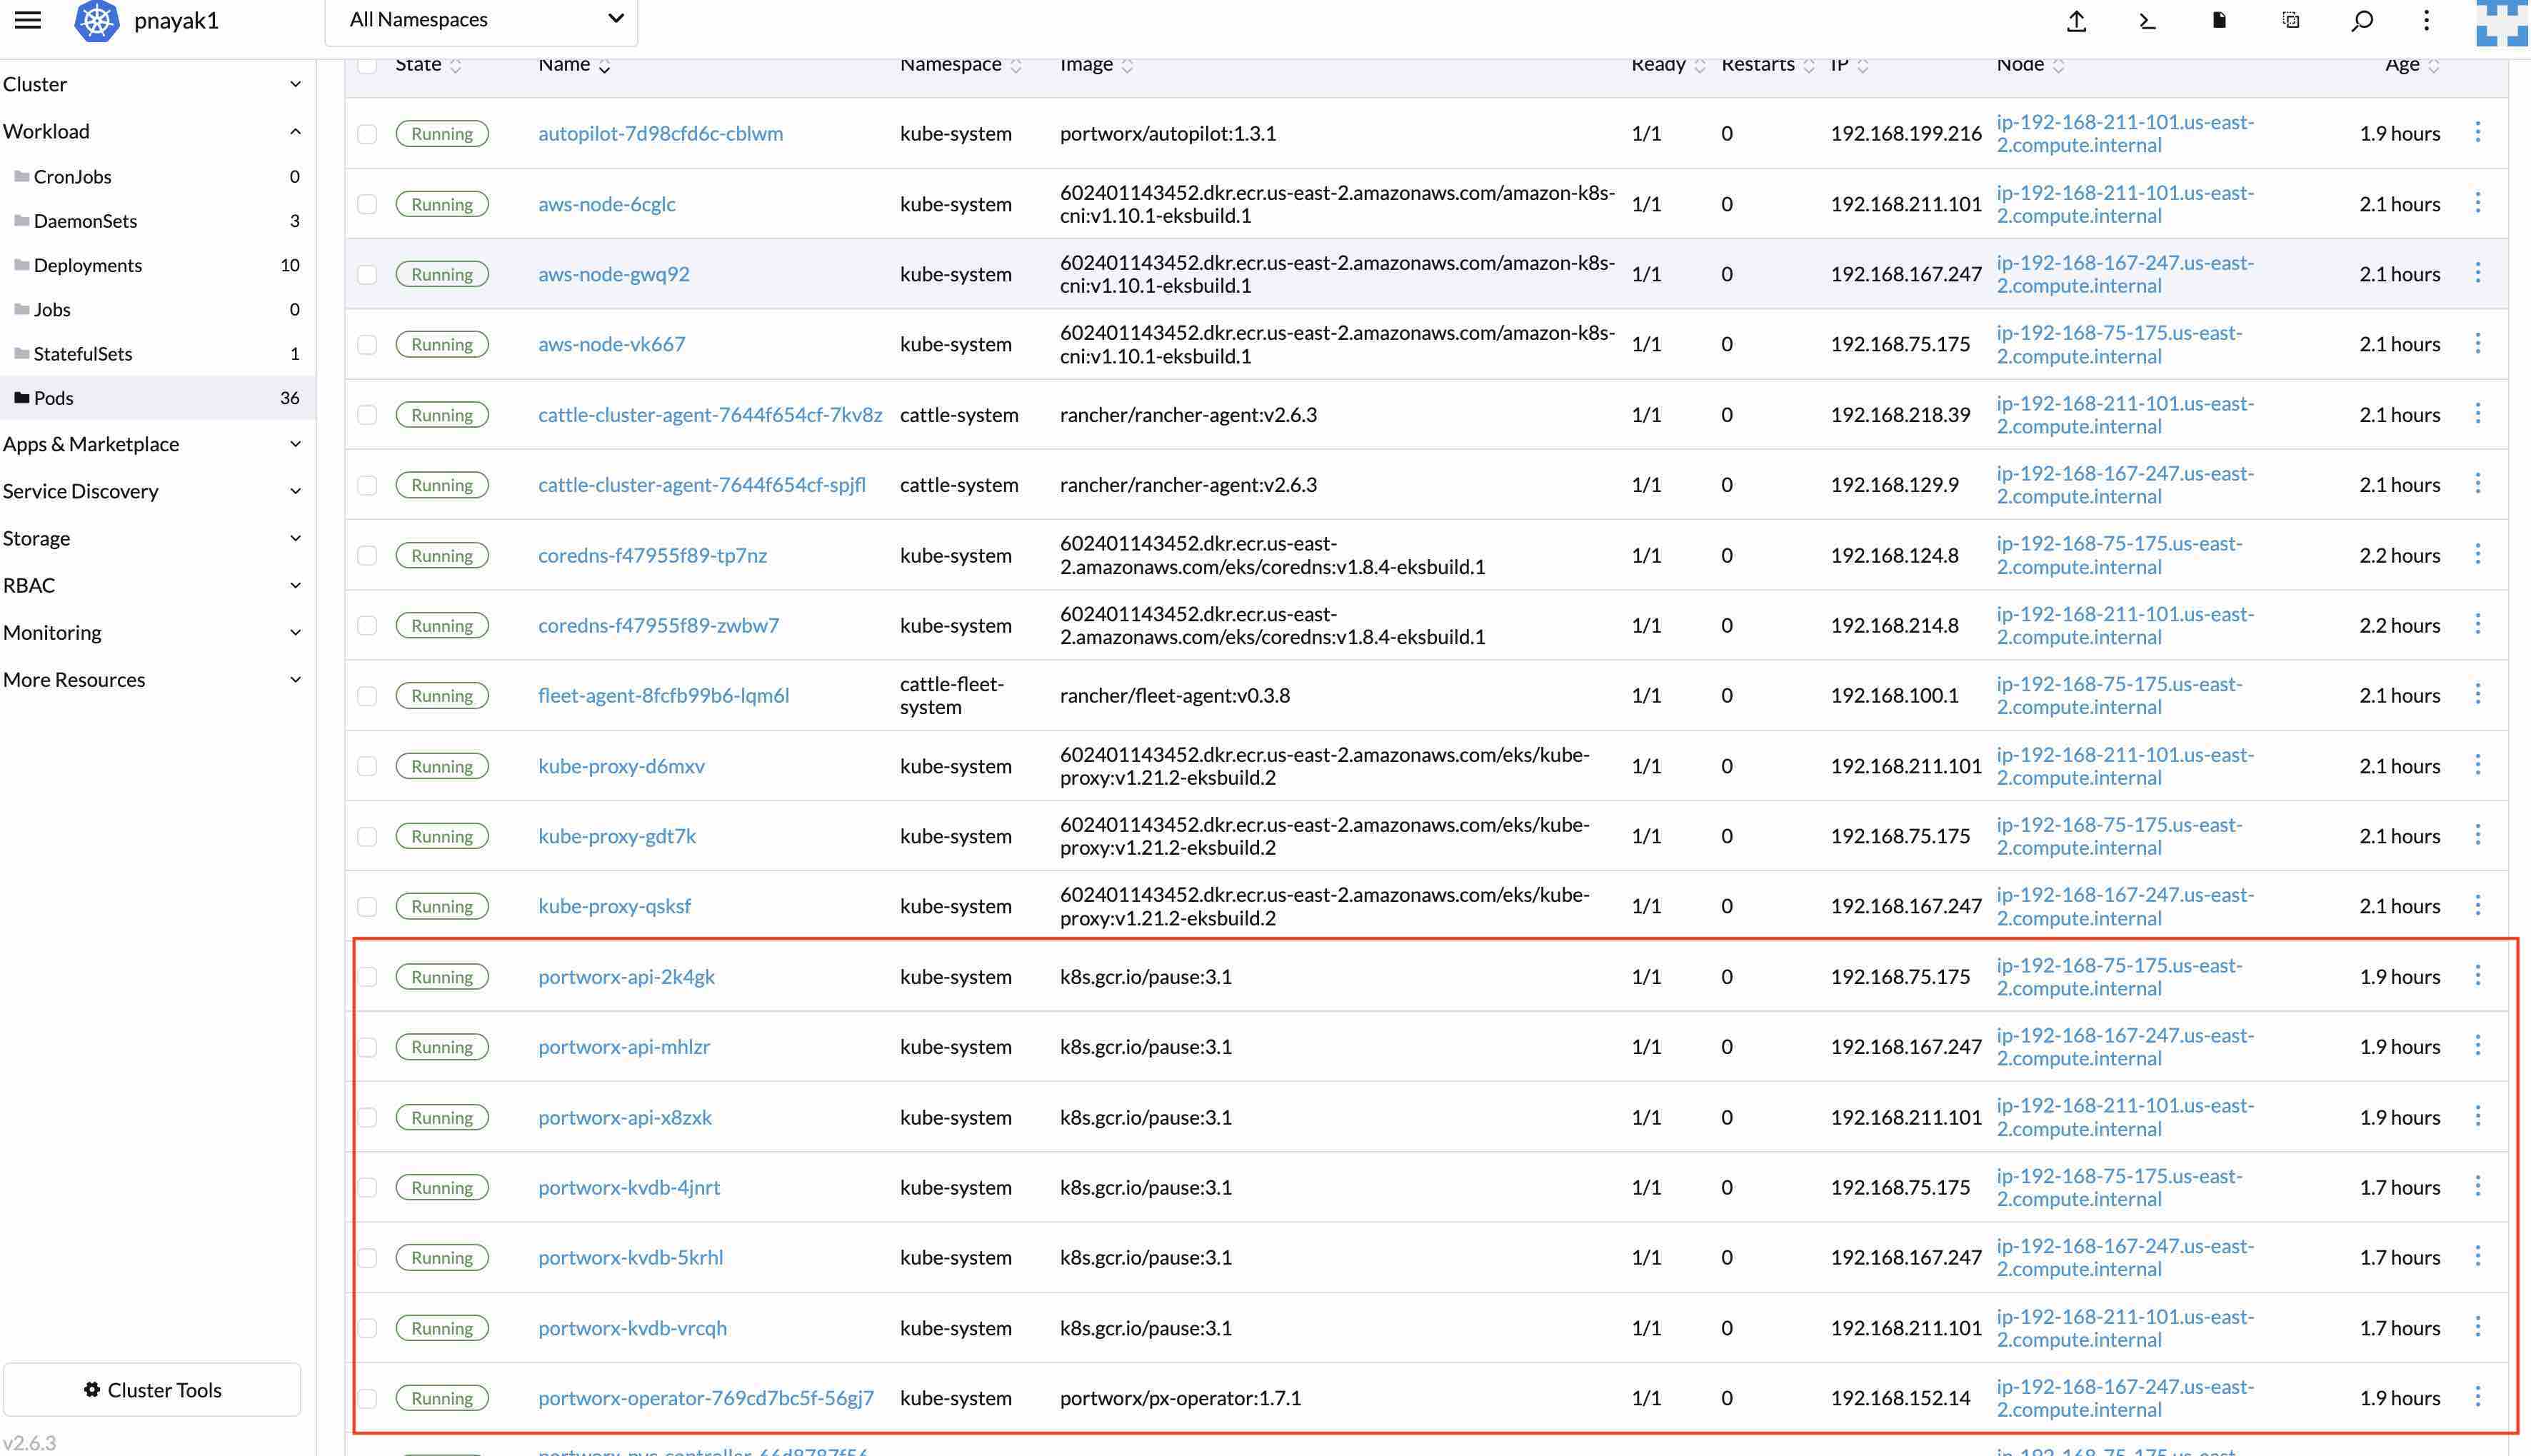 pnayak1
All Namespaces
Cluster
Workload
CronJobs 0
DaemonSets 3
Deployments 10
Jobs 0
StatefulSets 1
Pods 36
Apps & Marketplace
Service Discovery
Storage
RBAC
Monitoring
More Resources
Cluster Tools
v2.6.3
State Name Namespace Image Ready Restarts IP Node Age
Running autopilot-7d98cfd6c-cblwm kube-system portworx/autopilot:1.3.1 1/1 0 192.168.199.216 ip-192-168-211-101.us-east-
2.compute.internal 1.9 hours
Running aws-node-6cglc kube-system 602401143452.dkr.ecr.us-east-2.amazonaws.com/amazon-k8s-
cni:v1.10.1-eksbuild.1 1/1 0 192.168.211.101 ip-192-168-211-101.us-east-
2.compute.internal 2.1 hours
Running aws-node-gwq92 kube-system 602401143452.dkr.ecr.us-east-2.amazonaws.com/amazon-k8s-
cni:v1.10.1-eksbuild.1 1/1 0 192.168.167.247 ip-192-168-167-247.us-east-
2.compute.internal 2.1 hours
Running aws-node-vk667 kube-system 602401143452.dkr.ecr.us-east-2.amazonaws.com/amazon-k8s-
cni:v1.10.1-eksbuild.1 1/1 0 192.168.75.175 ip-192-168-75-175.us-east-
2.compute.internal 2.1 hours
Running cattle-cluster-agent-7644f654cf-7kv8z cattle-system rancher/rancher-agent:v2.6.3 1/1 0 192.168.218.39 ip-192-168-211-101.us-east-
2.compute.internal 2.1 hours
Running cattle-cluster-agent-7644f654cf-spjfl cattle-system rancher/rancher-agent:v2.6.3 1/1 0 192.168.129.9 ip-192-168-167-247.us-east-
2.compute.internal 2.1 hours
Running coredns-f47955f89-tp7nz kube-system 602401143452.dkr.ecr.us-east-
2.amazonaws.com/eks/coredns:v1.8.4-eksbuild.1 1/1 0 192.168.124.8 ip-192-168-75-175.us-east-
2.compute.internal 2.2 hours
Running coredns-f47955f89-zwbw7 kube-system 602401143452.dkr.ecr.us-east-
2.amazonaws.com/eks/coredns:v1.8.4-eksbuild.1 1/1 0 192.168.214.8 ip-192-168-211-101.us-east-
2.compute.internal 2.2 hours
Running fleet-agent-8fcfb99b6-lqm6l cattle-fleet-
system rancher/fleet-agent:v0.3.8 1/1 0 192.168.100.1 ip-192-168-75-175.us-east-
2.compute.internal 2.1 hours
Running kube-proxy-d6mxv kube-system 602401143452.dkr.ecr.us-east-2.amazonaws.com/eks/kube-
proxy:v1.21.2-eksbuild.2 1/1 0 192.168.211.101 ip-192-168-211-101.us-east-
2.compute.internal 2.1 hours
Running kube-proxy-gdt7k kube-system 602401143452.dkr.ecr.us-east-2.amazonaws.com/eks/kube-
proxy:v1.21.2-eksbuild.2 1/1 0 192.168.75.175 ip-192-168-75-175.us-east-
2.compute.internal 2.1 hours
Running kube-proxy-qsksf kube-system 602401143452.dkr.ecr.us-east-2.amazonaws.com/eks/kube-
proxy:v1.21.2-eksbuild.2 1/1 0 192.168.167.247 ip-192-168-167-247.us-east-
2.compute.internal 2.1 hours
Running portworx-api-2k4gk kube-system k8s.gcr.io/pause:3.1 1/1 0 192.168.75.175 ip-192-168-75-175.us-east-
2.compute.internal 1.9 hours
Running portworx-api-mhlzr kube-system k8s.gcr.io/pause:3.1 1/1 0 192.168.167.247 ip-192-168-167-247.us-east-
2.compute.internal 1.9 hours
Running portworx-api-x8zxk kube-system k8s.gcr.io/pause:3.1 1/1 0 192.168.211.101 ip-192-168-211-101.us-east-
2.compute.internal 1.9 hours
Running portworx-kvdb-4jnrt kube-system k8s.gcr.io/pause:3.1 1/1 0 192.168.75.175 ip-192-168-75-175.us-east-
2.compute.internal 1.7 hours
Running portworx-kvdb-5krhl kube-system k8s.gcr.io/pause:3.1 1/1 0 192.168.167.247 ip-192-168-167-247.us-east-
2.compute.internal 1.7 hours
Running portworx-kvdb-vrcqh kube-system k8s.gcr.io/pause:3.1 1/1 0 192.168.211.101 ip-192-168-211-101.us-east-
2.compute.internal 1.7 hours
Running portworx-operator-769cd7bc5f-56gj7 kube-system portworx/px-operator:1.7.1 1/1 0 192.168.152.14 ip-192-168-167-247.us-east-
2.compute.internal 1.9 hours